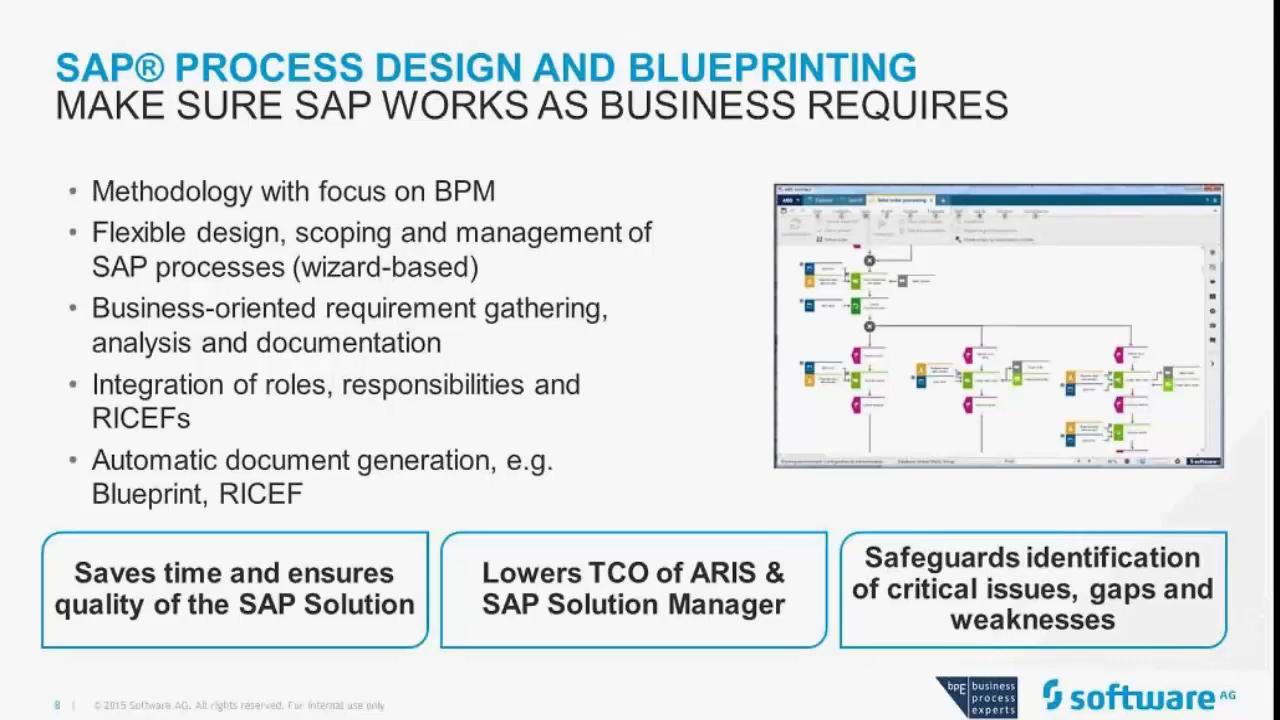 SAP® PROCESS DESIGN AND BLUEPRINTING
MAKE SURE SAP WORKS AS BUSINESS REQUIRES
• Methodology with focus on BPM
• Flexible design, scoping and management of
SAP processes (wizard-based)
• Business-oriented requirement gathering,
analysis and documentation
• Integration of roles, responsibilities and
RICEFs
• Automatic document generation, e.g.
Blueprint, RICEF
Saves time and ensures
quality of the SAP Solution
Lowers TCO of ARIS &
SAP Solution Manager
Safeguards identification
of critical issues, gaps and
weaknesses
8 | © 2015 Software AG. All rights reserved. For internal use only
bpE business
process
experts
software AG